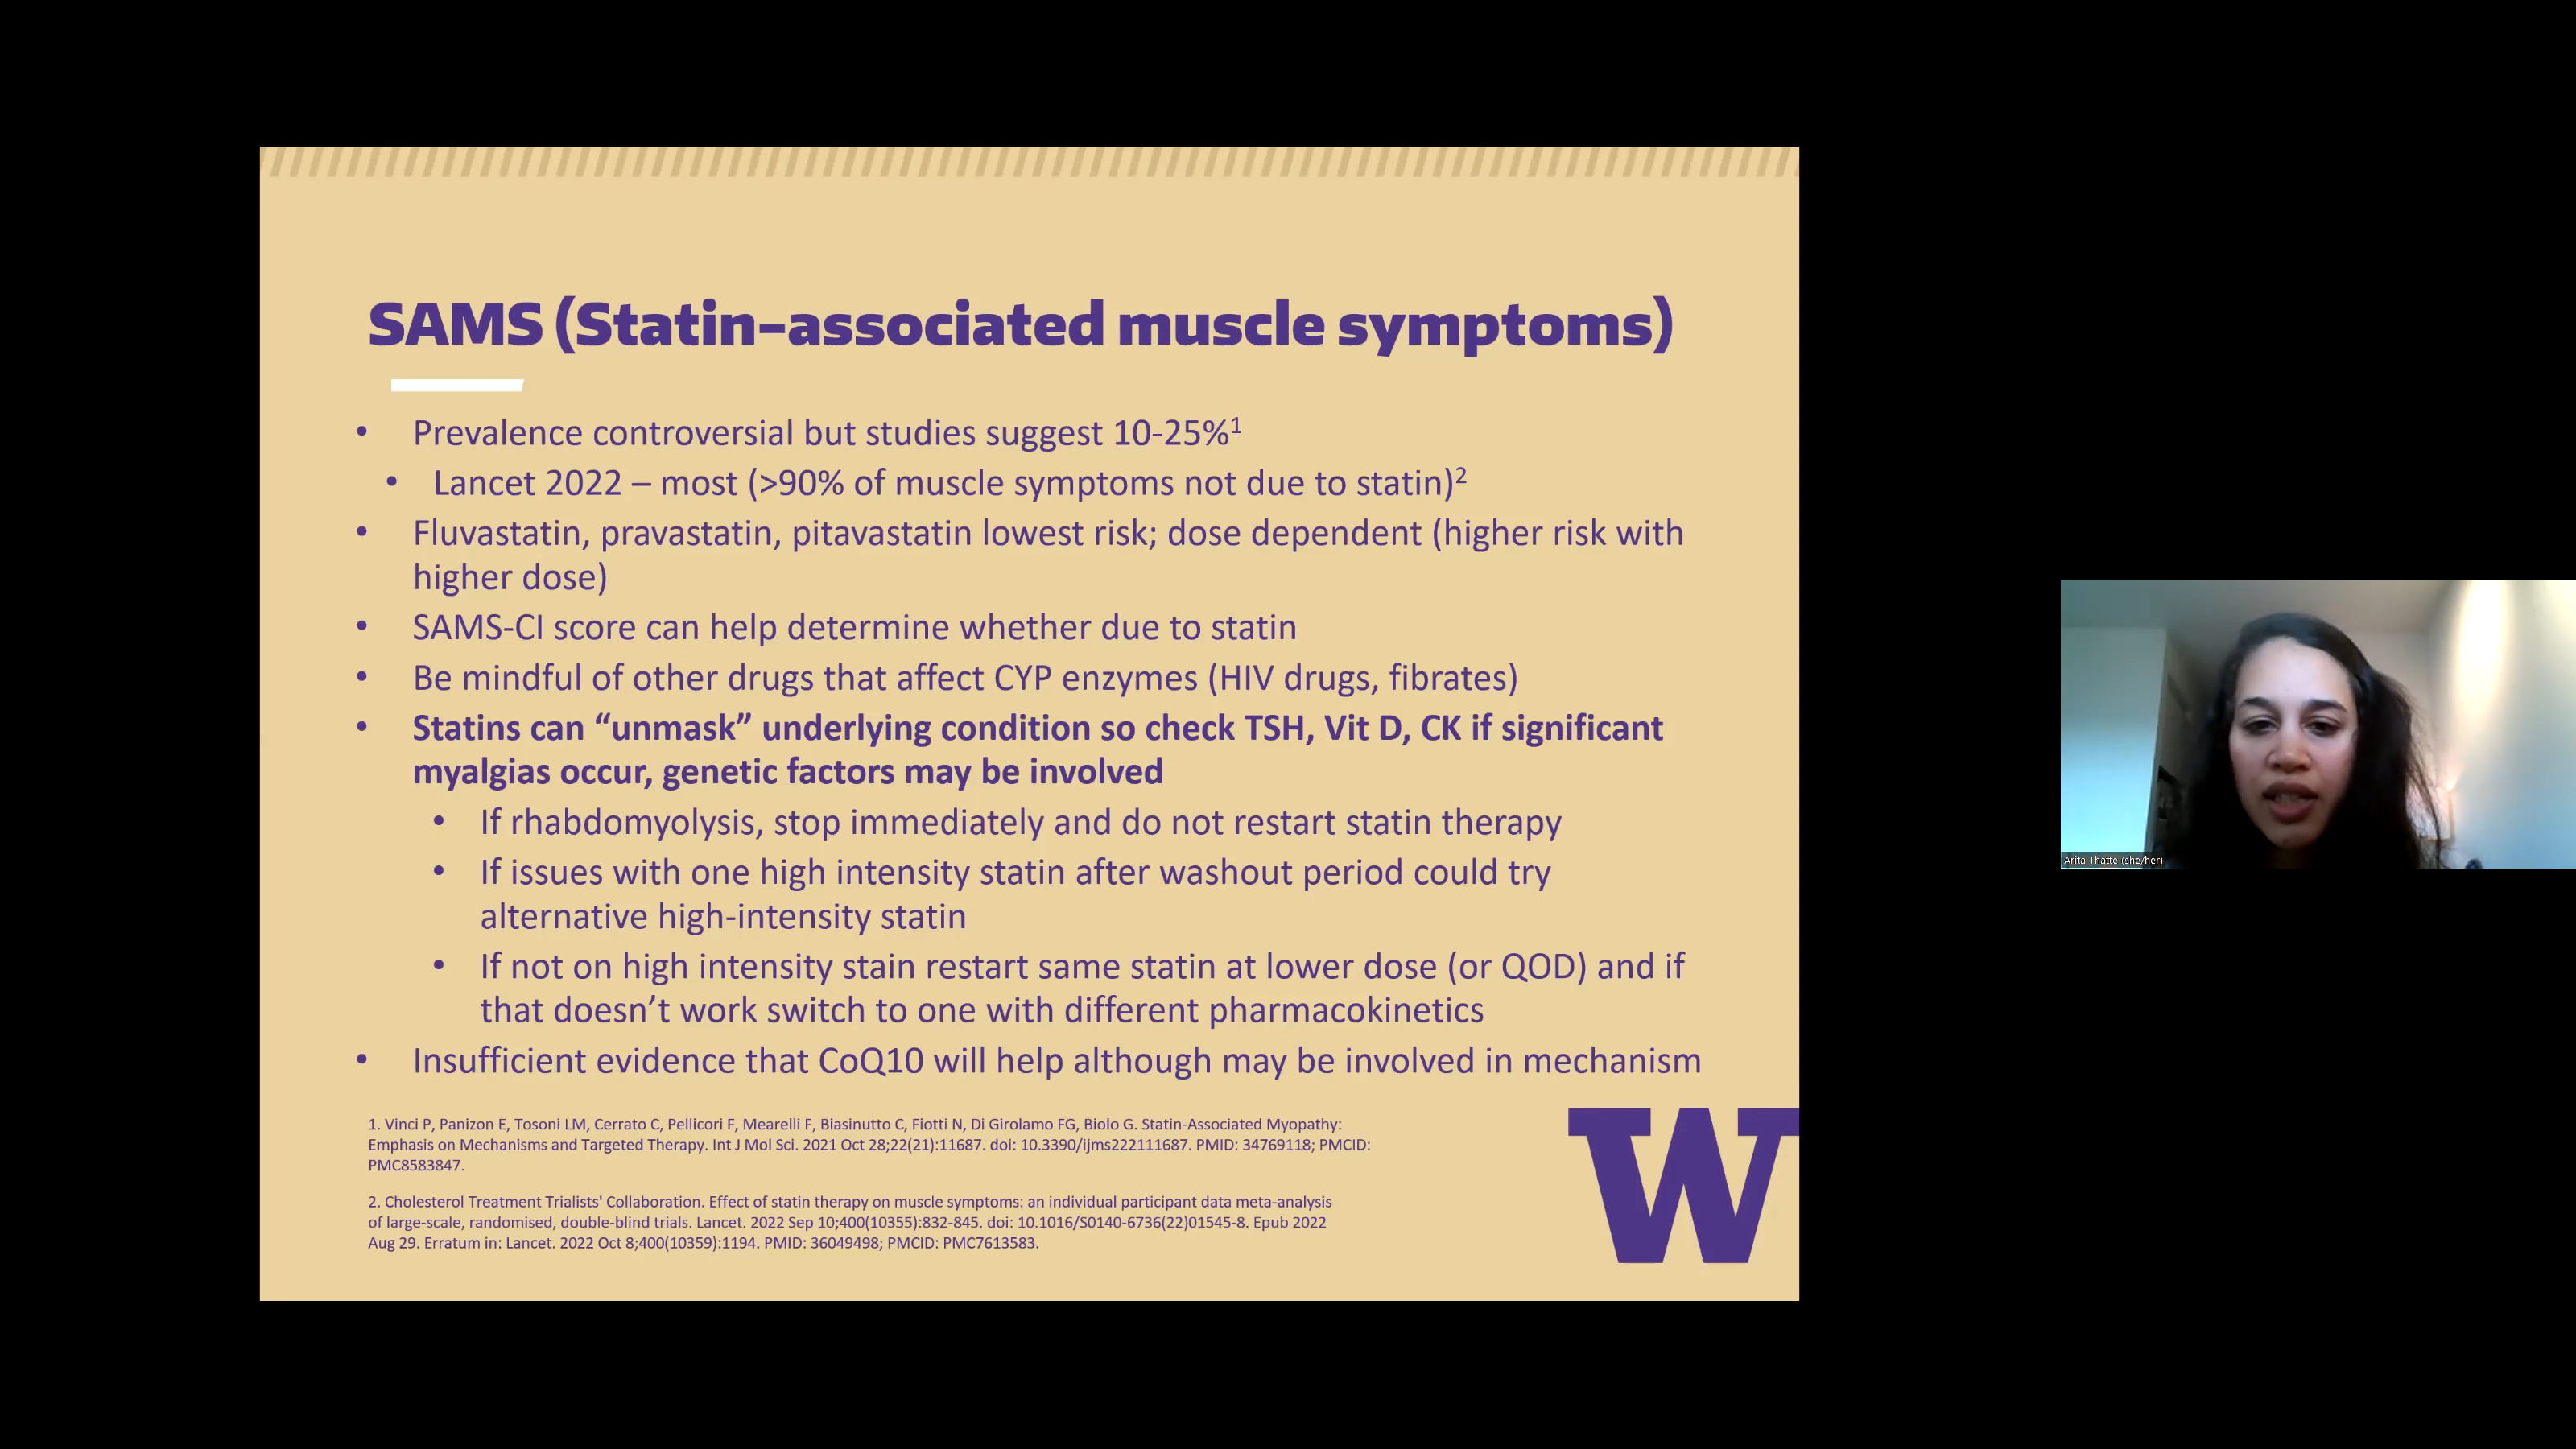 SAMS (Statin-associated muscle symptoms)
• Prevalence controversial but studies suggest 10-25%¹
• Lancet 2022 – most (>90% of muscle symptoms not due to statin)²
• Fluvastatin, pravastatin, pitavastatin lowest risk; dose dependent (higher risk with
higher dose)
• SAMS-CI score can help determine whether due to statin
• Be mindful of other drugs that affect CYP enzymes (HIV drugs, fibrates)
• Statins can “unmask” underlying condition so check TSH, Vit D, CK if significant
myalgias occur, genetic factors may be involved
• If rhabdomyolysis, stop immediately and do not restart statin therapy
• If issues with one high intensity statin after washout period could try
alternative high-intensity statin
• If not on high intensity stain restart same statin at lower dose (or QOD) and if
that doesn’t work switch to one with different pharmacokinetics
• Insufficient evidence that CoQ10 will help although may be involved in mechanism
1. Vinci P, Panizon E, Tosoni LM, Cerrato C, Pellicori F, Mearelli F, Biasinutto C, Fiotti N, Di Girolamo FG, Biolo G. Statin-Associated Myopathy:
Emphasis on Mechanisms and Targeted Therapy. Int J Mol Sci. 2021 Oct 28;22(21):11687. doi: 10.3390/ijms222111687. PMID: 34769118; PMCID:
PMC8583847.
2. Cholesterol Treatment Trialists' Collaboration. Effect of statin therapy on muscle symptoms: an individual participant data meta-analysis
of large-scale, randomised, double-blind trials. Lancet. 2022 Sep 10;400(10355):832-845. doi: 10.1016/S0140-6736(22)01545-8. Epub 2022
Aug 29. Erratum in: Lancet. 2022 Oct 8;400(10359):1194. PMID: 36049498; PMCID: PMC7613583.
W
Arita Thatte (she/her)